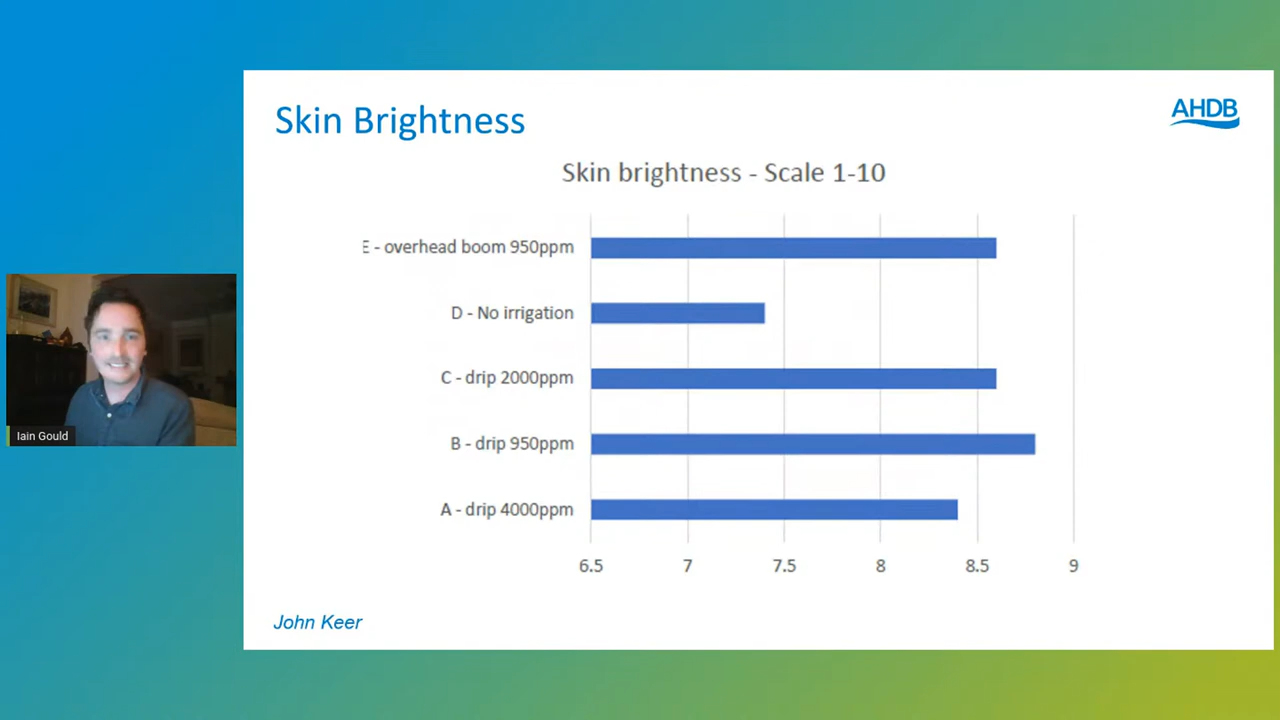 Skin Brightness
AHDB
Skin brightness - Scale 1-10
E - overhead boom 950ppm
D - No irrigation
C - drip 2000ppm
B - drip 950ppm
A - drip 4000ppm
6.5 7 7.5 8 8.5 9
Iain Gould
John Keer